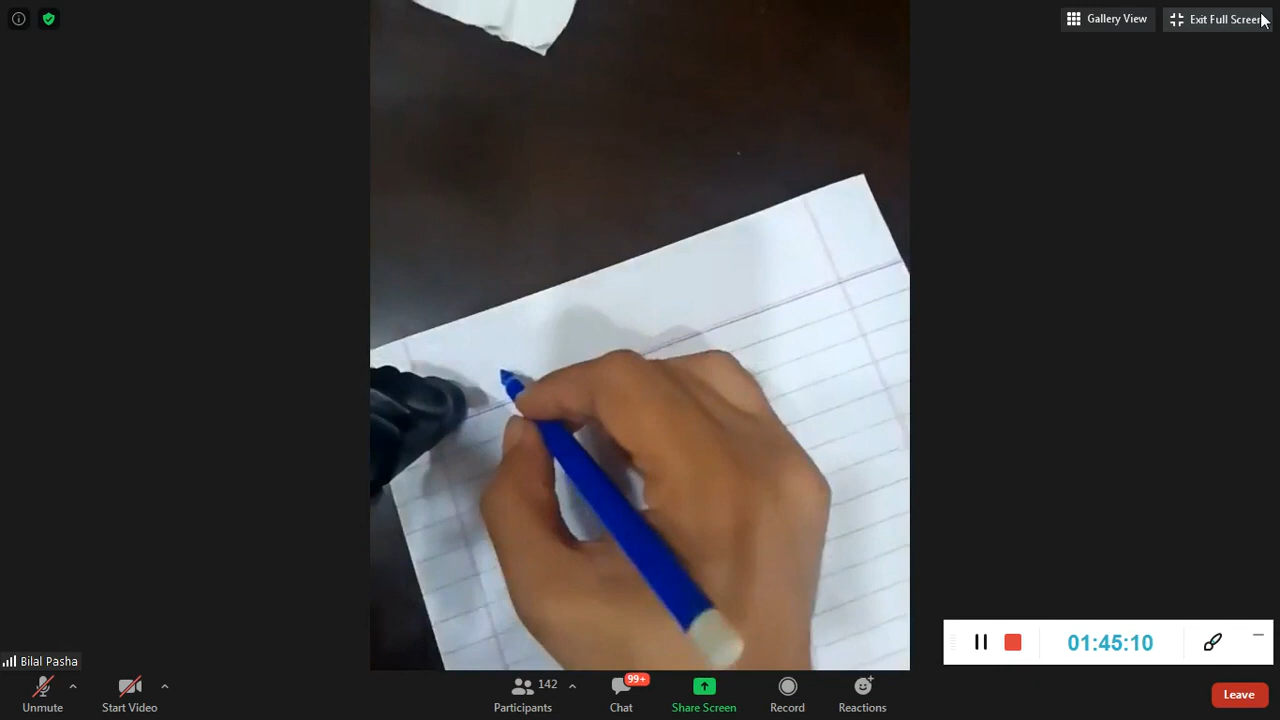 Gallery View
Exit Full Screen
01:45:10
Bilal Pasha
142
99+
Unmute
Start Video
Participants
Chat
Share Screen
Record
Reactions
Leave